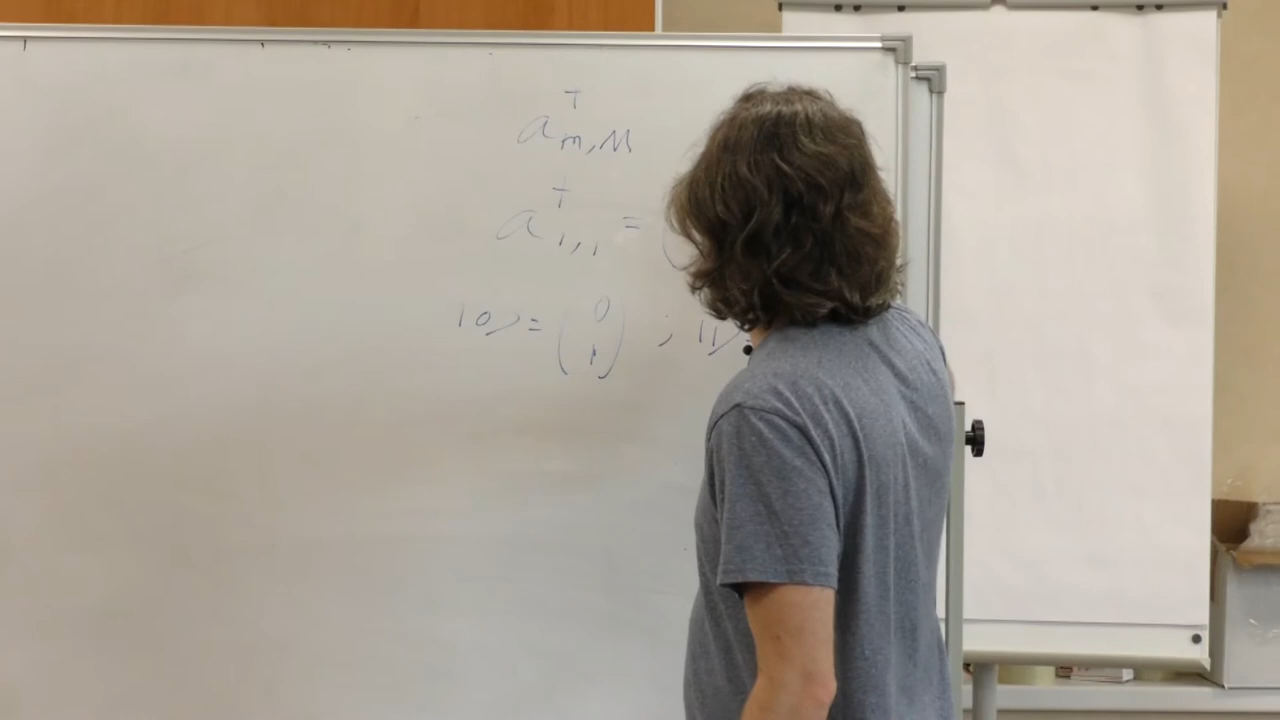 a†m,M
a†1,1 = (
|0⟩ = (0 1) ; |1⟩